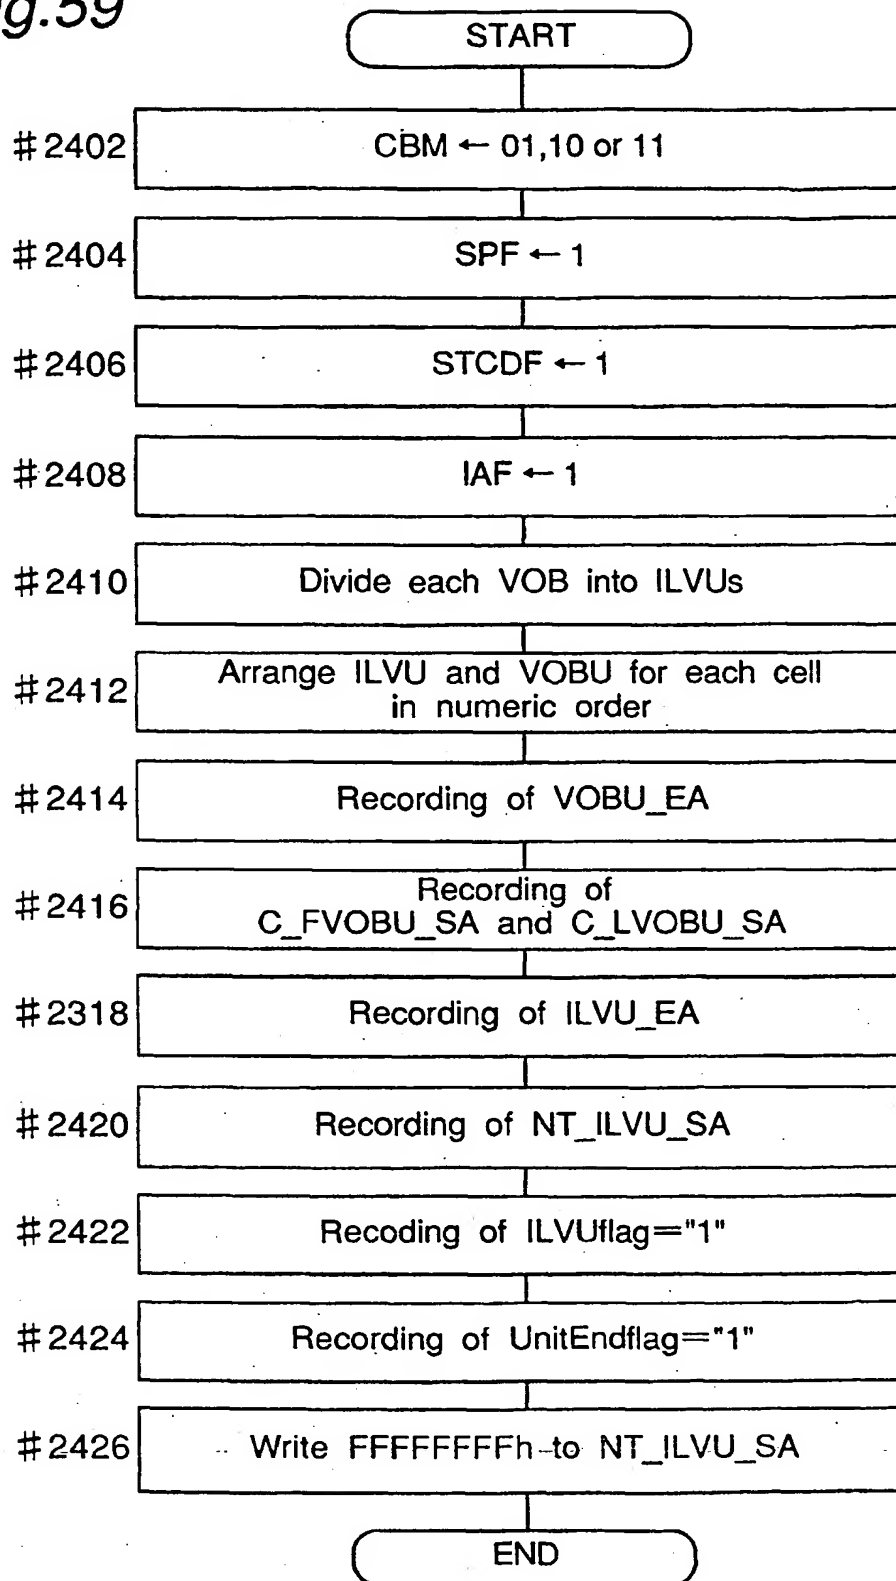 g.59
START
#2402 CBM ← 01,10 or 11
#2404 SPF ← 1
#2406 STCDF ← 1
#2408 IAF ← 1
#2410 Divide each VOB into ILVUs
#2412 Arrange ILVU and VOBU for each cell
in numeric order
#2414 Recording of VOBU_EA
#2416 Recording of
C_FVOBU_SA and C_LVOBU_SA
#2318 Recording of ILVU_EA
#2420 Recording of NT_ILVU_SA
#2422 Recoding of ILVUflag="1"
#2424 Recording of UnitEndflag="1"
#2426 Write FFFFFFFFh to NT_ILVU_SA
END